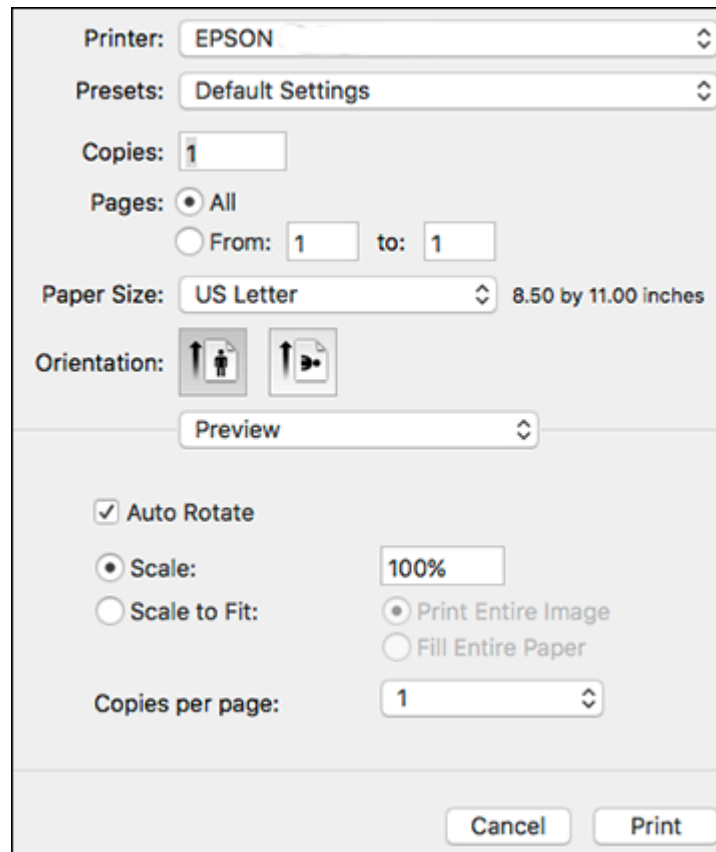 Printer: EPSON
Presets: Default Settings
Copies: 1
Pages: All
From: 1 to: 1
Paper Size: US Letter 8.50 by 11.00 inches
Orientation:
Preview
Auto Rotate
Scale: 100%
Scale to Fit: Print Entire Image
Fill Entire Paper
Copies per page: 1
Cancel Print